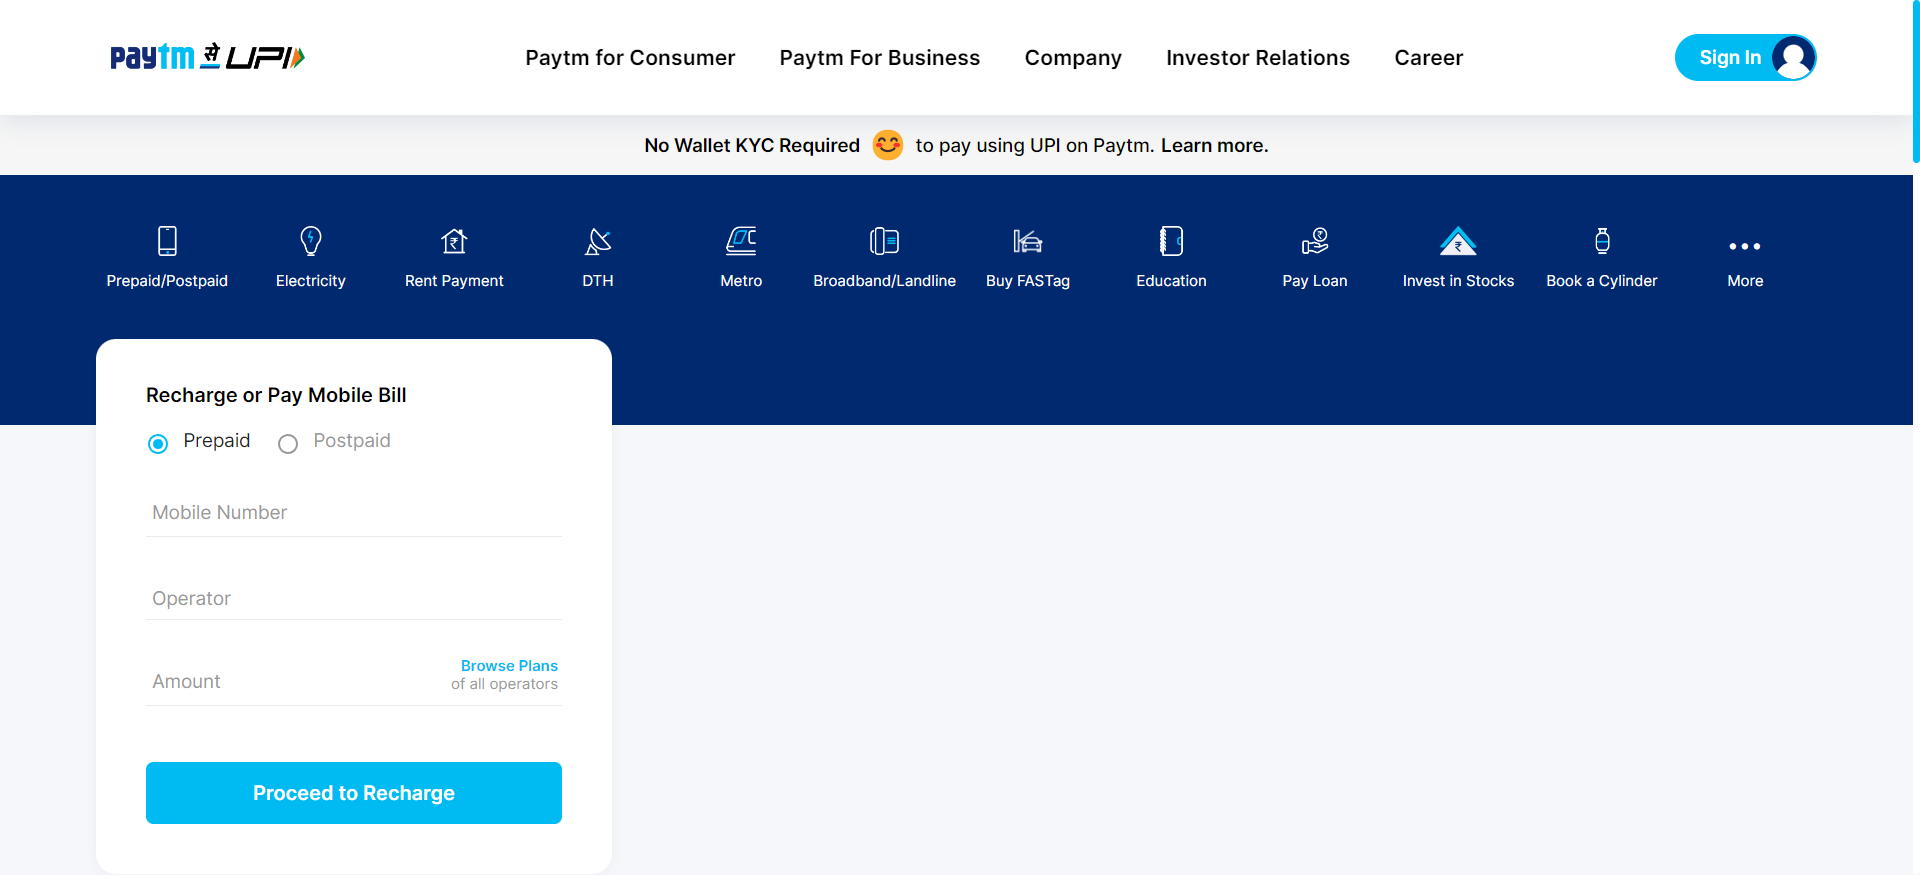 paytm से UPI
Paytm for Consumer
Paytm For Business
Company
Investor Relations
Career
Sign In
No Wallet KYC Required 😊 to pay using UPI on Paytm. Learn more.
Prepaid/Postpaid
Electricity
Rent Payment
DTH
Metro
Broadband/Landline
Buy FASTag
Education
Pay Loan
Invest in Stocks
Book a Cylinder
More
Recharge or Pay Mobile Bill
Prepaid
Postpaid
Mobile Number
Operator
Amount
Browse Plans
of all operators
Proceed to Recharge